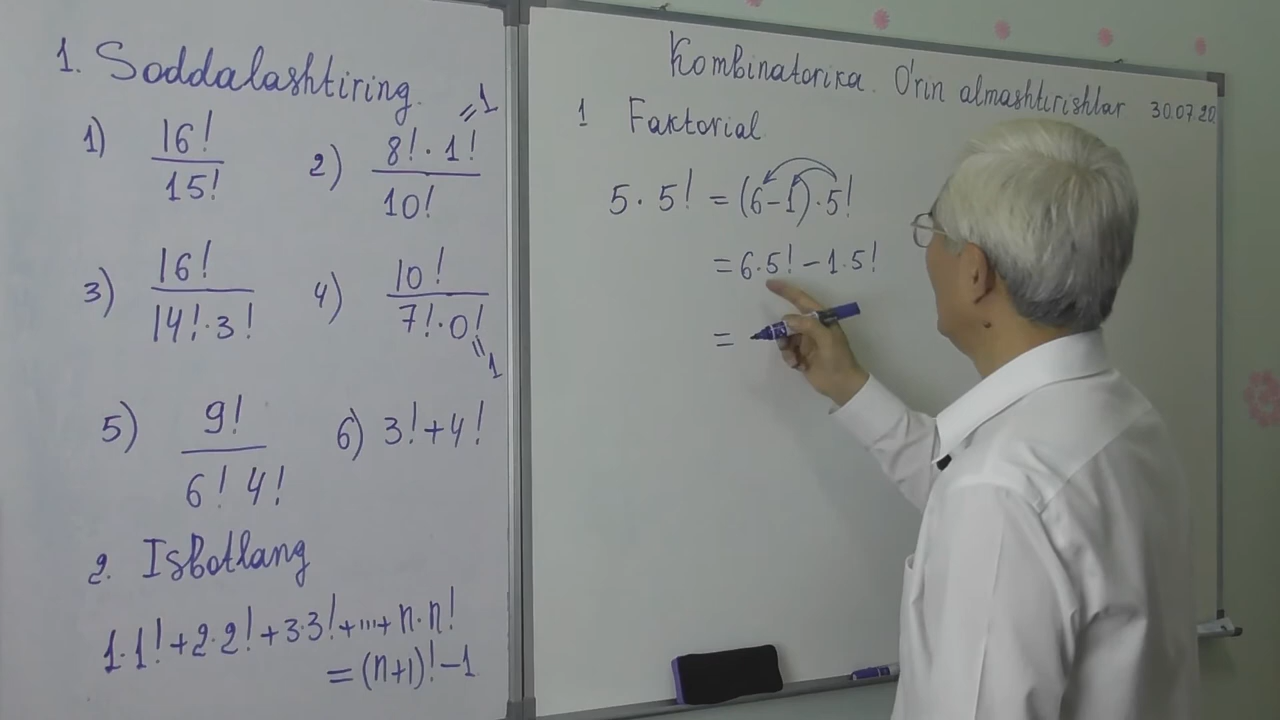 1. Soddalashtiring.
1) 16! / 15!
2) 8! · 1! / 10!
= 1
3) 16! / 14! · 3!
4) 10! / 7! · 0!
= 1
5) 9! / 6! 4!
6) 3! + 4!
2. Isbotlang
1·1! + 2·2! + 3·3! + ... + n·n!
= (n+1)! - 1
Kombinatorika. O'rin almashtirishlar 30.07.20
1 Faktorial
5 · 5! = (6 - 1) · 5!
= 6·5! - 1·5!
=